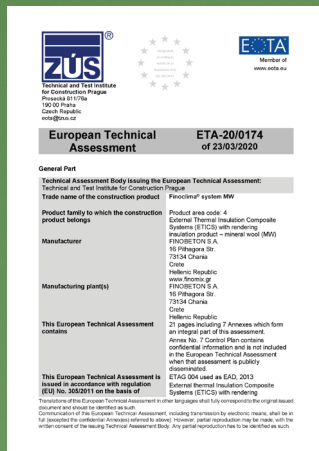 ZÚS
Technical and Test Institute
for Construction Prague
Prosecká 811/76a
190 00 Praha
Czech Republic
eota@tzus.cz
EOTA
Member of
www.eota.eu
European Technical Assessment
ETA-20/0174
of 23/03/2020
General Part
Technical Assessment Body issuing the European Technical Assessment:
Technical and Test Institute for Construction Prague
Trade name of the construction product
Finoclima® system MW
Product family to which the construction product belongs
Product area code: 4
External Thermal Insulation Composite
Systems (ETICS) with rendering
insulation product – mineral wool (MW)
Manufacturer
FINOBETON S.A.
16 Pithagora Str.
73134 Chania
Crete
Hellenic Republic
www.finomix.gr
Manufacturing plant(s)
FINOBETON S.A.
16 Pithagora Str.
73134 Chania
Crete
Hellenic Republic
This European Technical Assessment contains
21 pages including 7 Annexes which form
an integral part of this assessment.
Annex No. 7 Control Plan contains
confidential information and is not included
in the European Technical Assessment
when that assessment is publicly
disseminated.
This European Technical Assessment is
issued in accordance with regulation
(EU) No. 305/2011 on the basis of
ETAG 004 used as EAD, 2013
External thermal Insulation Composite
Systems (ETICS) with rendering
Translations of this European Technical Assessment in other languages shall fully correspond to the original issued
document and should be identified as such.
Communication of this European Technical Assessment, including transmission by electronic means, shall be in
full (excepted the confidential Annex(es) referred to above). However, partial reproduction may be made, with the
written consent of the issuing Technical Assessment Body. Any partial reproduction has to be identified as such.